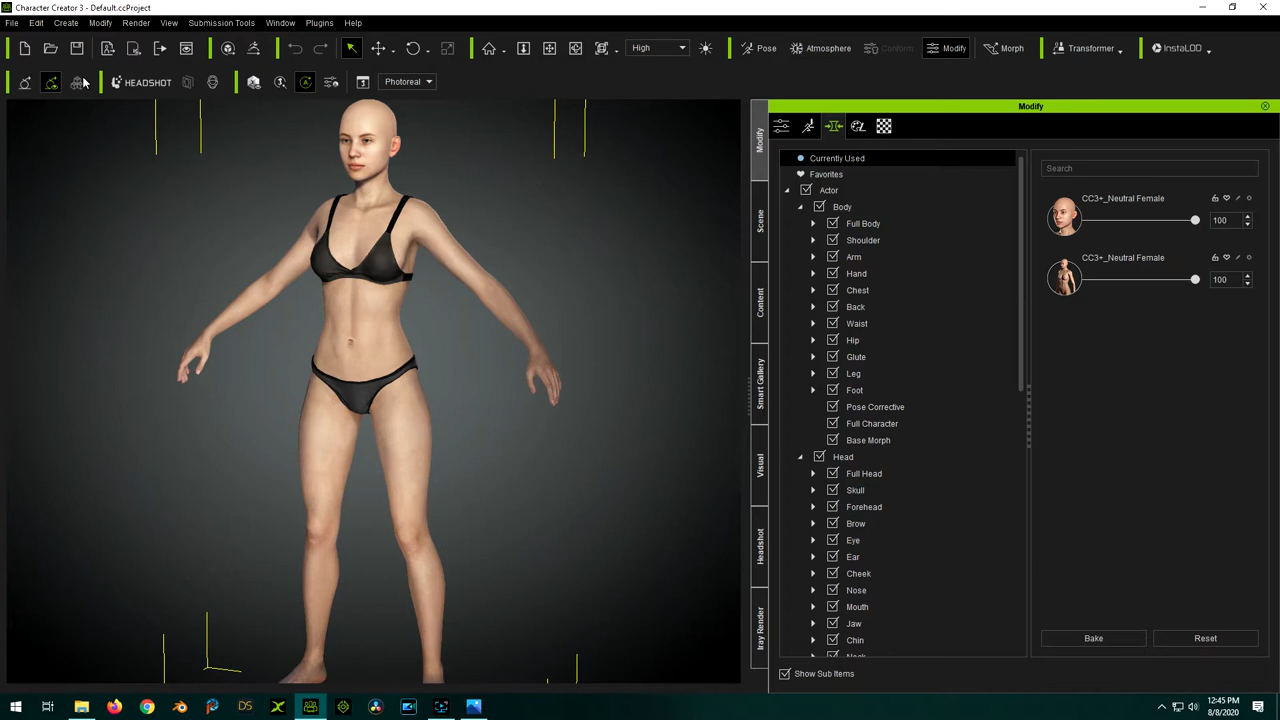 Character Creator 3 - Default.ccProject
File Edit Create Modify Render View Submission Tools Window Plugins Help
High Pose Atmosphere Conform Modify Morph Transformer InstaLOD
HEADSHOT Photoreal
Modify
Modify
Scene
Content
Smart Gallery
Visual
Headshot
Iray Render
Currently Used
Favorites
Actor
Body
Full Body
Shoulder
Arm
Hand
Chest
Back
Waist
Hip
Glute
Leg
Foot
Pose Corrective
Full Character
Base Morph
Head
Full Head
Skull
Forehead
Brow
Eye
Ear
Cheek
Nose
Mouth
Jaw
Chin
Neck
Show Sub Items
Search
CC3+_Neutral Female
100
CC3+_Neutral Female
100
Bake Reset
DS
12:45 PM
8/8/2020